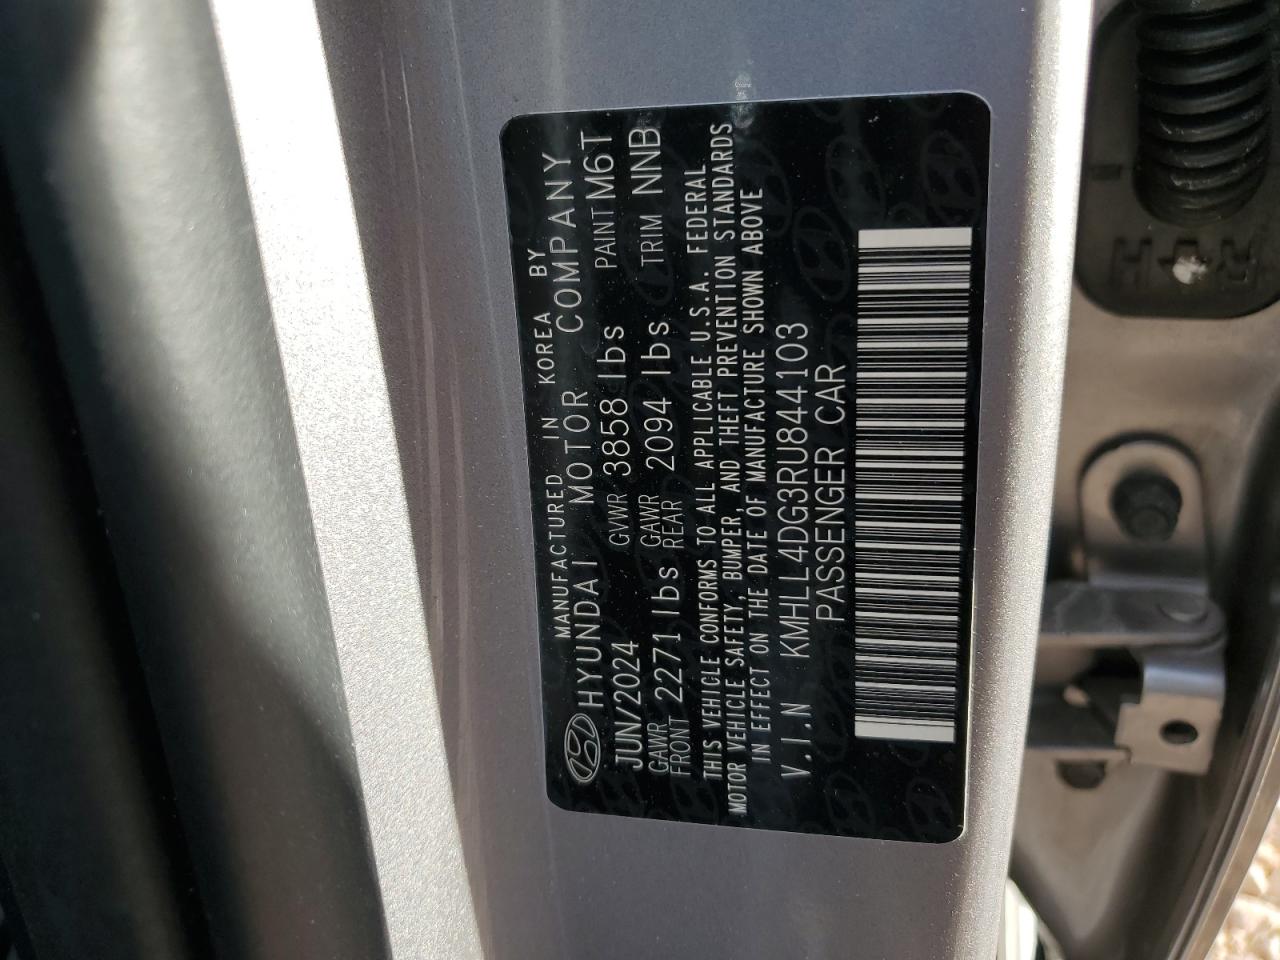 MANUFACTURED IN KOREA BY
HYUNDAI MOTOR COMPANY
JUN/2024 GVWR 3858 lbs PAINT M6T
GAWR FRONT 2271 lbs GAWR REAR 2094 lbs TRIM NNB
THIS VEHICLE CONFORMS TO ALL APPLICABLE U.S.A. FEDERAL
MOTOR VEHICLE SAFETY, BUMPER, AND THEFT PREVENTION STANDARDS
IN EFFECT ON THE DATE OF MANUFACTURE SHOWN ABOVE
V.I.N KMHLL4DG3RU844103
PASSENGER CAR